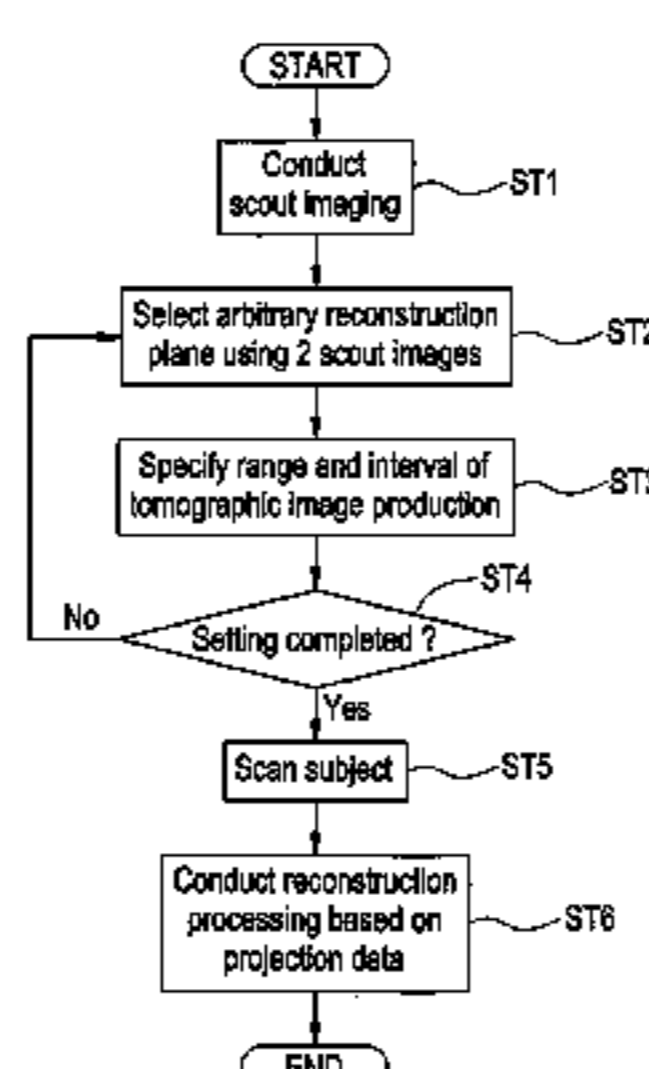 START
Conduct
scout imaging
ST1
Select arbitrary reconstruction
plane using 2 scout images
ST2
Specify range and interval of
tomographic image production
ST3
ST4
No
Setting completed ?
Yes
Scan subject
ST5
Conduct reconstruction
processing based on
projection data
ST6
END